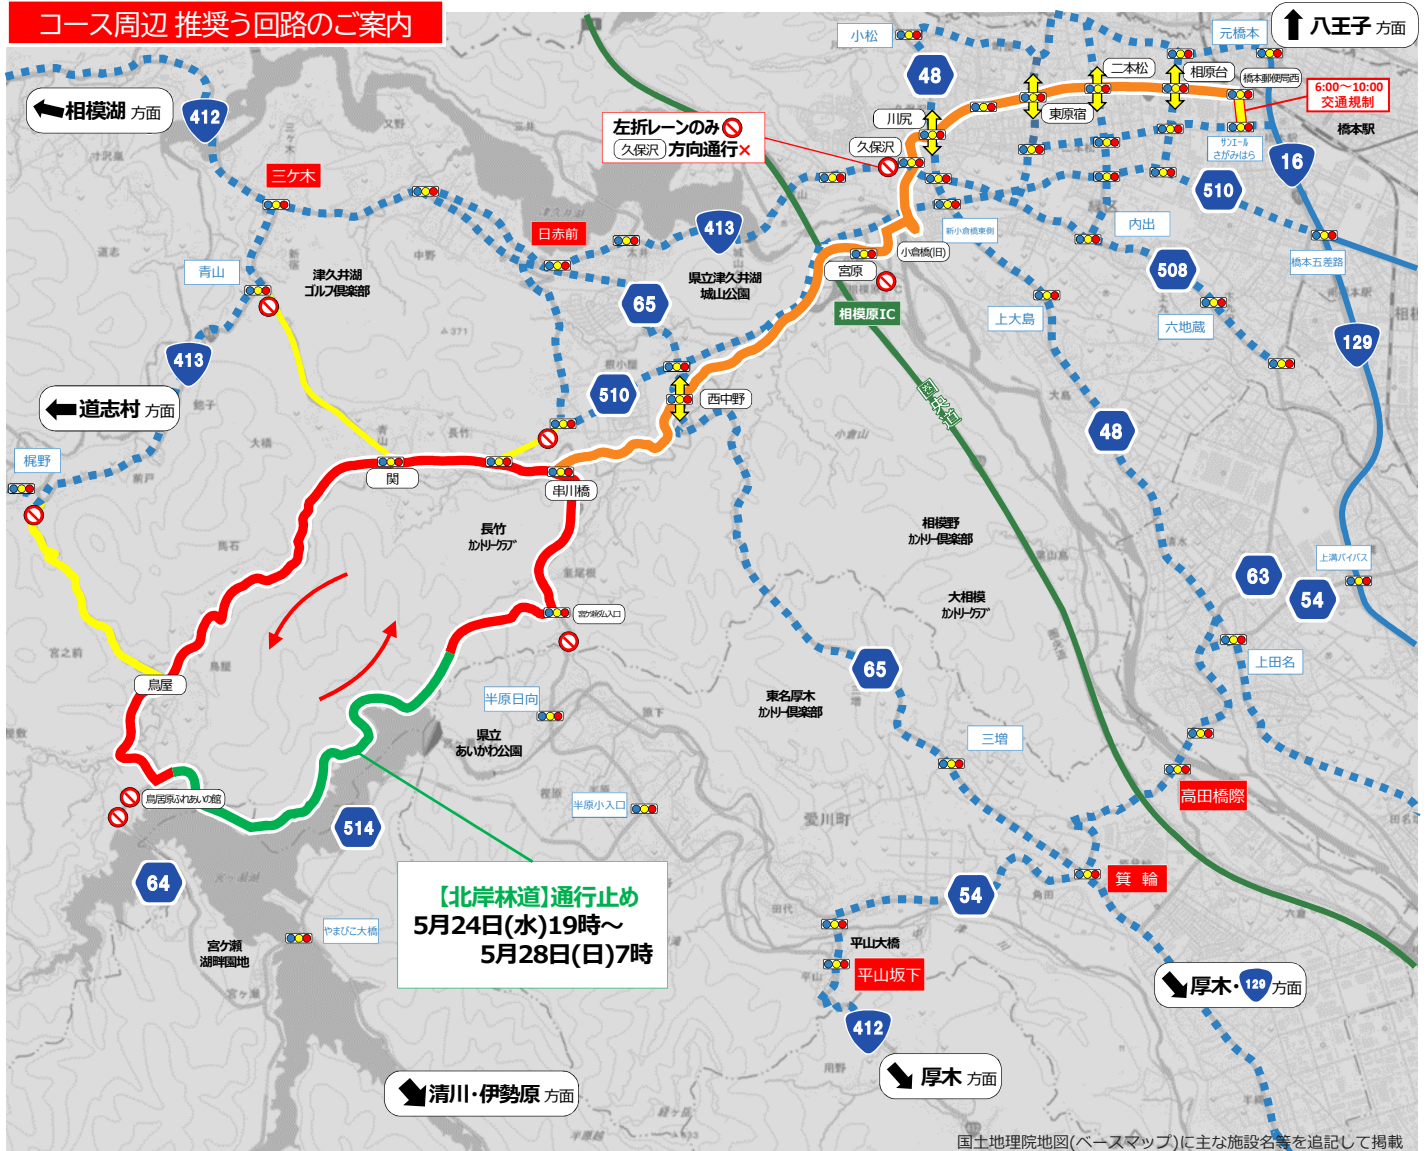 コース周辺 推奨う回路のご案内
八王子 方面
元橋本
小松
48
二本松
相原台
橋本郵便局西
6:00～10:00
交通規制
相模湖 方面
412
左折レーンのみ
久保沢 方向通行×
川尻
久保沢
東原宿
橋本駅
サンエール
さがみはら
16
三ケ木
510
413
日赤前
新小倉橋東側
内出
小倉橋(旧)
橋本五差路
青山
津久井湖
ゴルフ倶楽部
県立津久井湖
城山公園
宮原
508
65
相模原IC
上大島
六地蔵
129
413
圏央道
510
西中野
道志村 方面
48
梶野
関
串川橋
長竹
カントリークラブ
相模野
カントリー倶楽部
上溝バイパス
63
54
大相模
カントリークラブ
宮ケ瀬ダム入口
上田名
65
鳥屋
半原日向
東名厚木
カントリー倶楽部
県立
あいかわ公園
三増
鳥居原ふれあいの館
高田橋際
半原小入口
愛川町
514
64
【北岸林道】通行止め
5月24日(水)19時～
5月28日(日)7時
箕輪
54
やまびこ大橋
宮ケ瀬
湖畔園地
平山大橋
平山坂下
厚木・129方面
412
厚木 方面
清川・伊勢原 方面
国土地理院地図(ベースマップ)に主な施設名等を追記して掲載